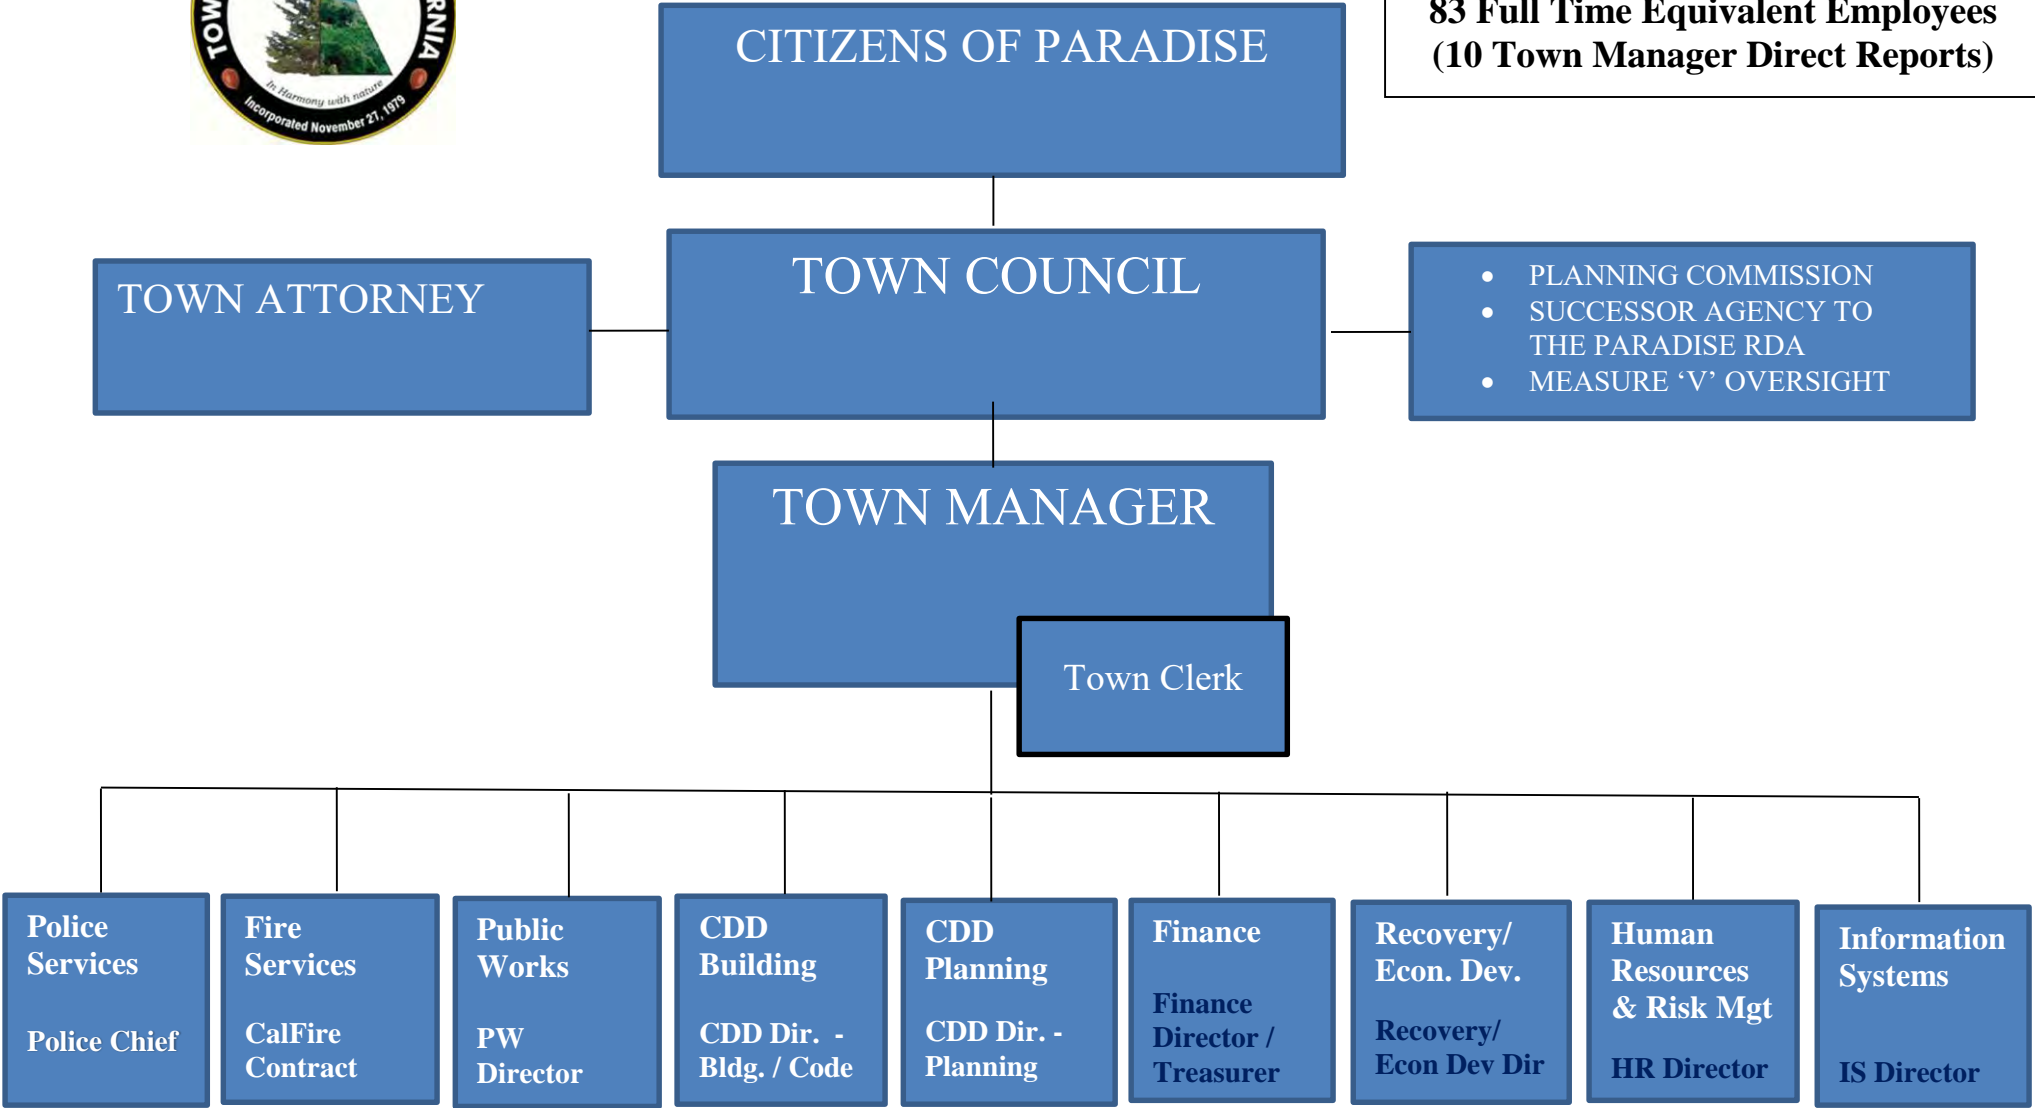 TOW
RNIA
In Harmony with nature
Incorporated November 27, 1979
CITIZENS OF PARADISE
83 Full Time Equivalent Employees
(10 Town Manager Direct Reports)
TOWN ATTORNEY
TOWN COUNCIL
• PLANNING COMMISSION
• SUCCESSOR AGENCY TO
THE PARADISE RDA
• MEASURE ‘V’ OVERSIGHT
TOWN MANAGER
Town Clerk
Police
Services
Police Chief
Fire
Services
CalFire
Contract
Public
Works
PW
Director
CDD
Building
CDD Dir. -
Bldg. / Code
CDD
Planning
CDD Dir. -
Planning
Finance
Finance
Director /
Treasurer
Recovery/
Econ. Dev.
Recovery/
Econ Dev Dir
Human
Resources
& Risk Mgt
HR Director
Information
Systems
IS Director